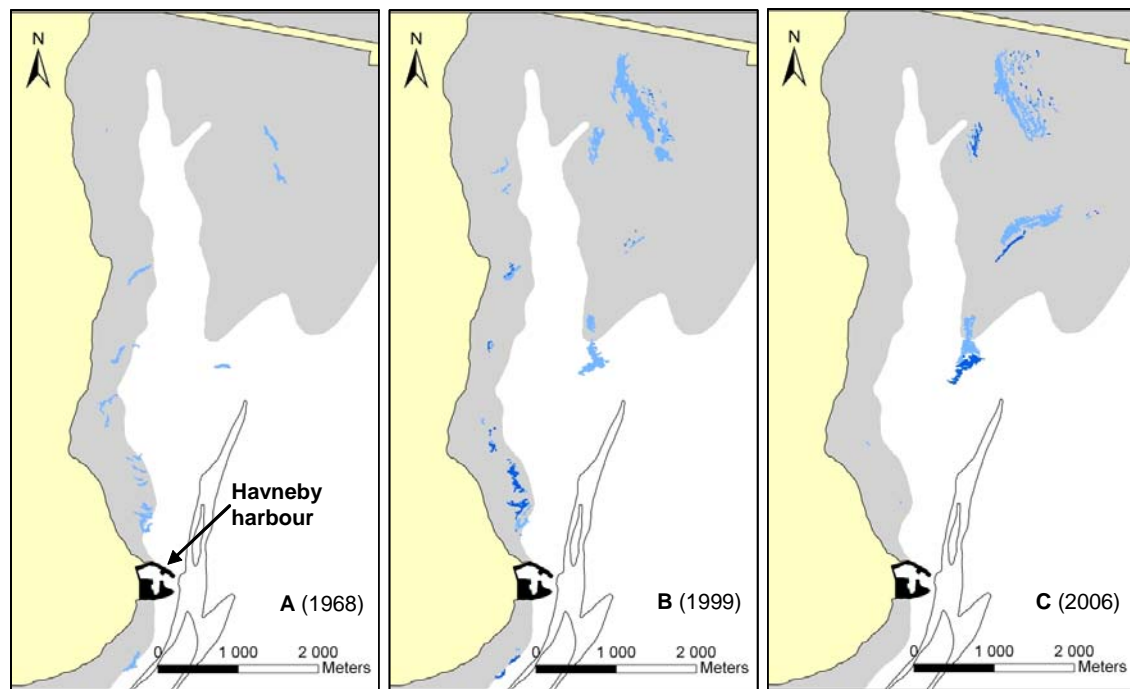 N
Havneby
harbour
A (1968)
0 1 000 2 000
Meters
N
B (1999)
0 1 000 2 000
Meters
N
C (2006)
0 1 000 2 000
Meters